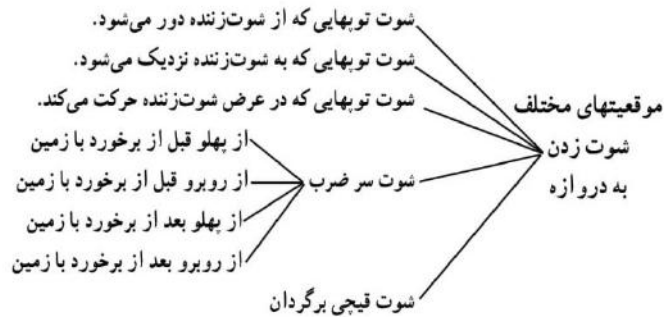 موقعیتهای مختلف
شوت زدن
به دروازه
شوت توپهایی که از شوت‌زننده دور می‌شود.
شوت توپهایی که به شوت‌زننده نزدیک می‌شود.
شوت توپهایی که در عرض شوت‌زننده حرکت می‌کند.
شوت سر ضرب
از پهلو قبل از برخورد با زمین
از روبرو قبل از برخورد با زمین
از پهلو بعد از برخورد با زمین
از روبرو بعد از برخورد با زمین
شوت قیچی برگردان